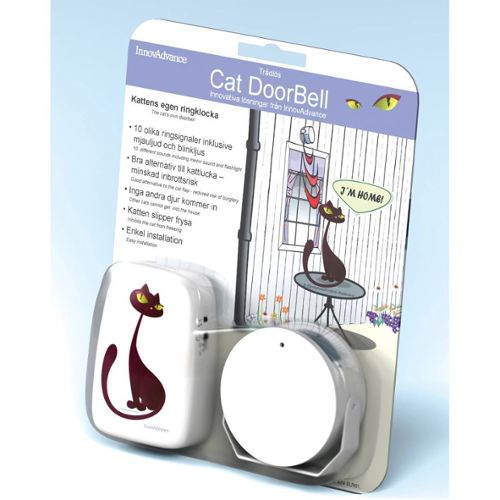 InnovAdvance
Trådlös
Cat DoorBell
Innovativa lösningar från InnovAdvance
Kattens egen ringklocka
The cat's own doorbell
• 10 olika ringsignaler inklusive
mjauljud och blinkljus
10 different sounds including meow sound and flashlight
• Bra alternativ till kattlucka –
minskad inbrottsrisk
Good alternative to the cat flap - reduced risk of burglary
• Inga andra djur kommer in
Other cats cannot get into the house
• Katten slipper frysa
Inhibits the cat from freezing
• Enkel installation
Easy installation
I'M HOME!
InnovAdvance